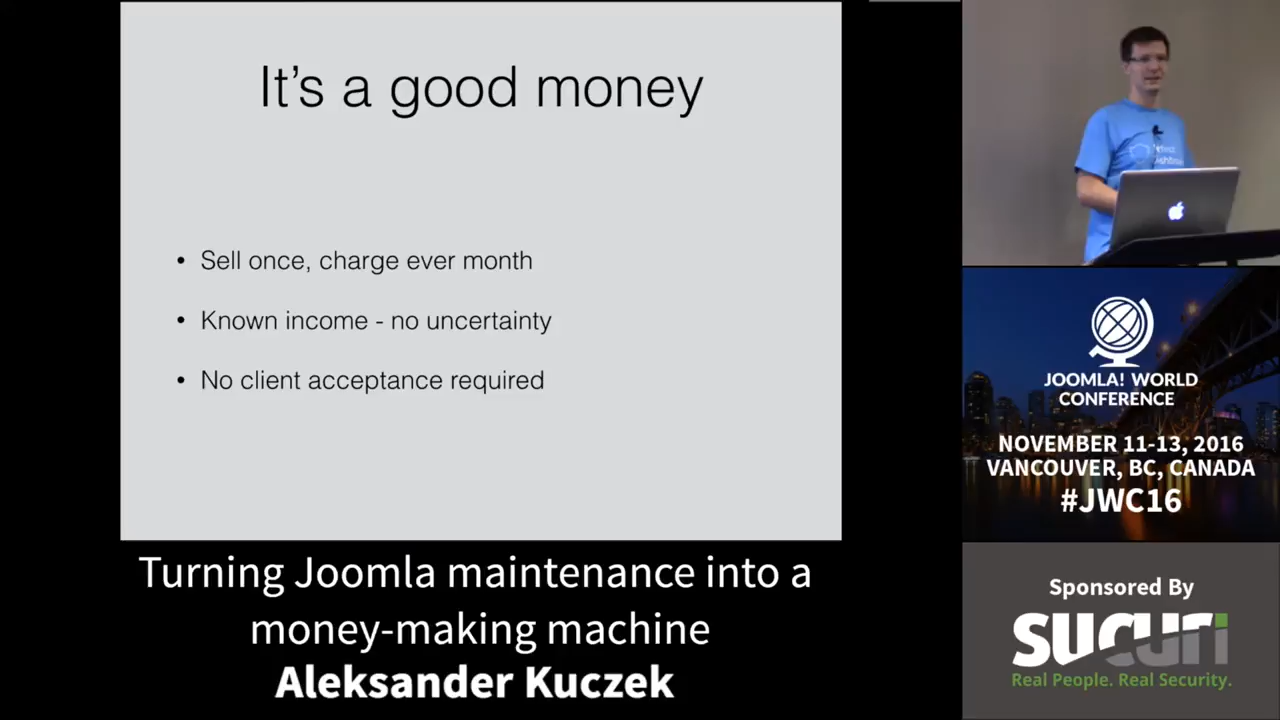 It's a good money
• Sell once, charge ever month
• Known income - no uncertainty
• No client acceptance required
Turning Joomla maintenance into a
money-making machine
Aleksander Kuczek
JOOMLA! WORLD
CONFERENCE
NOVEMBER 11-13, 2016
VANCOUVER, BC, CANADA
#JWC16
Sponsored By
SUCURI
Real People. Real Security.